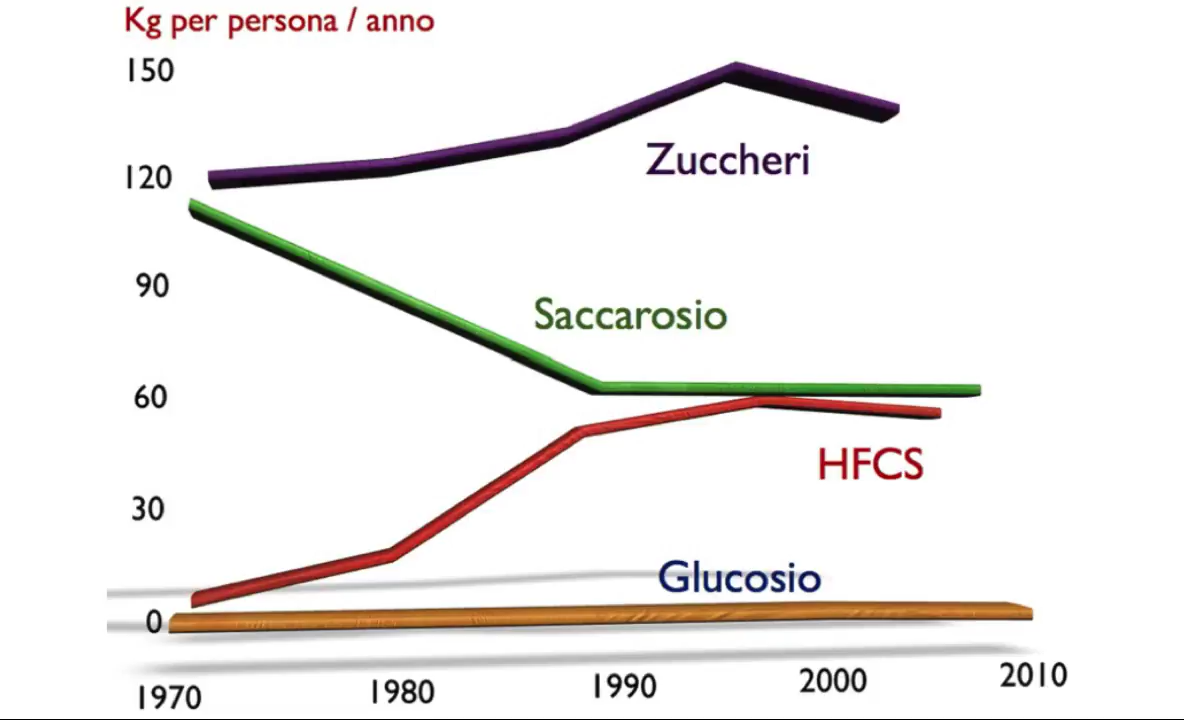 Kg per persona / anno
150
120
90
60
30
0
Zuccheri
Saccarosio
HFCS
Glucosio
1970 1980 1990 2000 2010